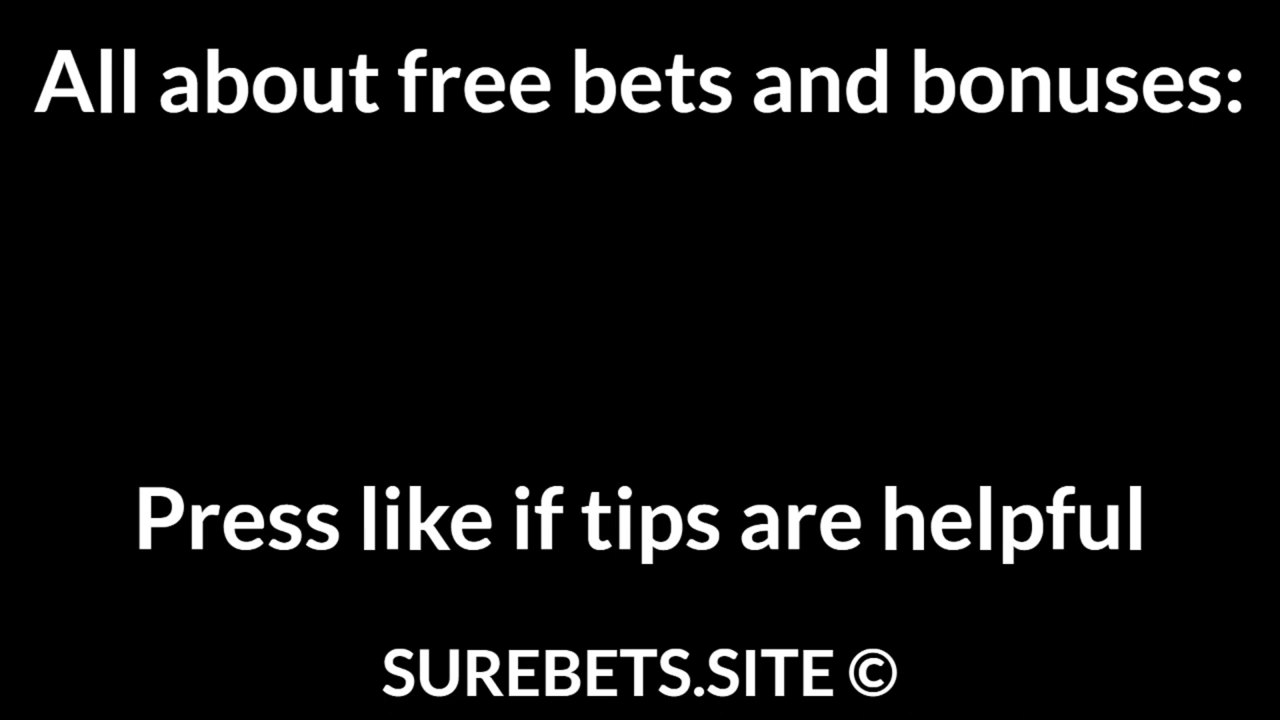 All about free bets and bonuses:
Press like if tips are helpful
SUREBETS.SITE ©